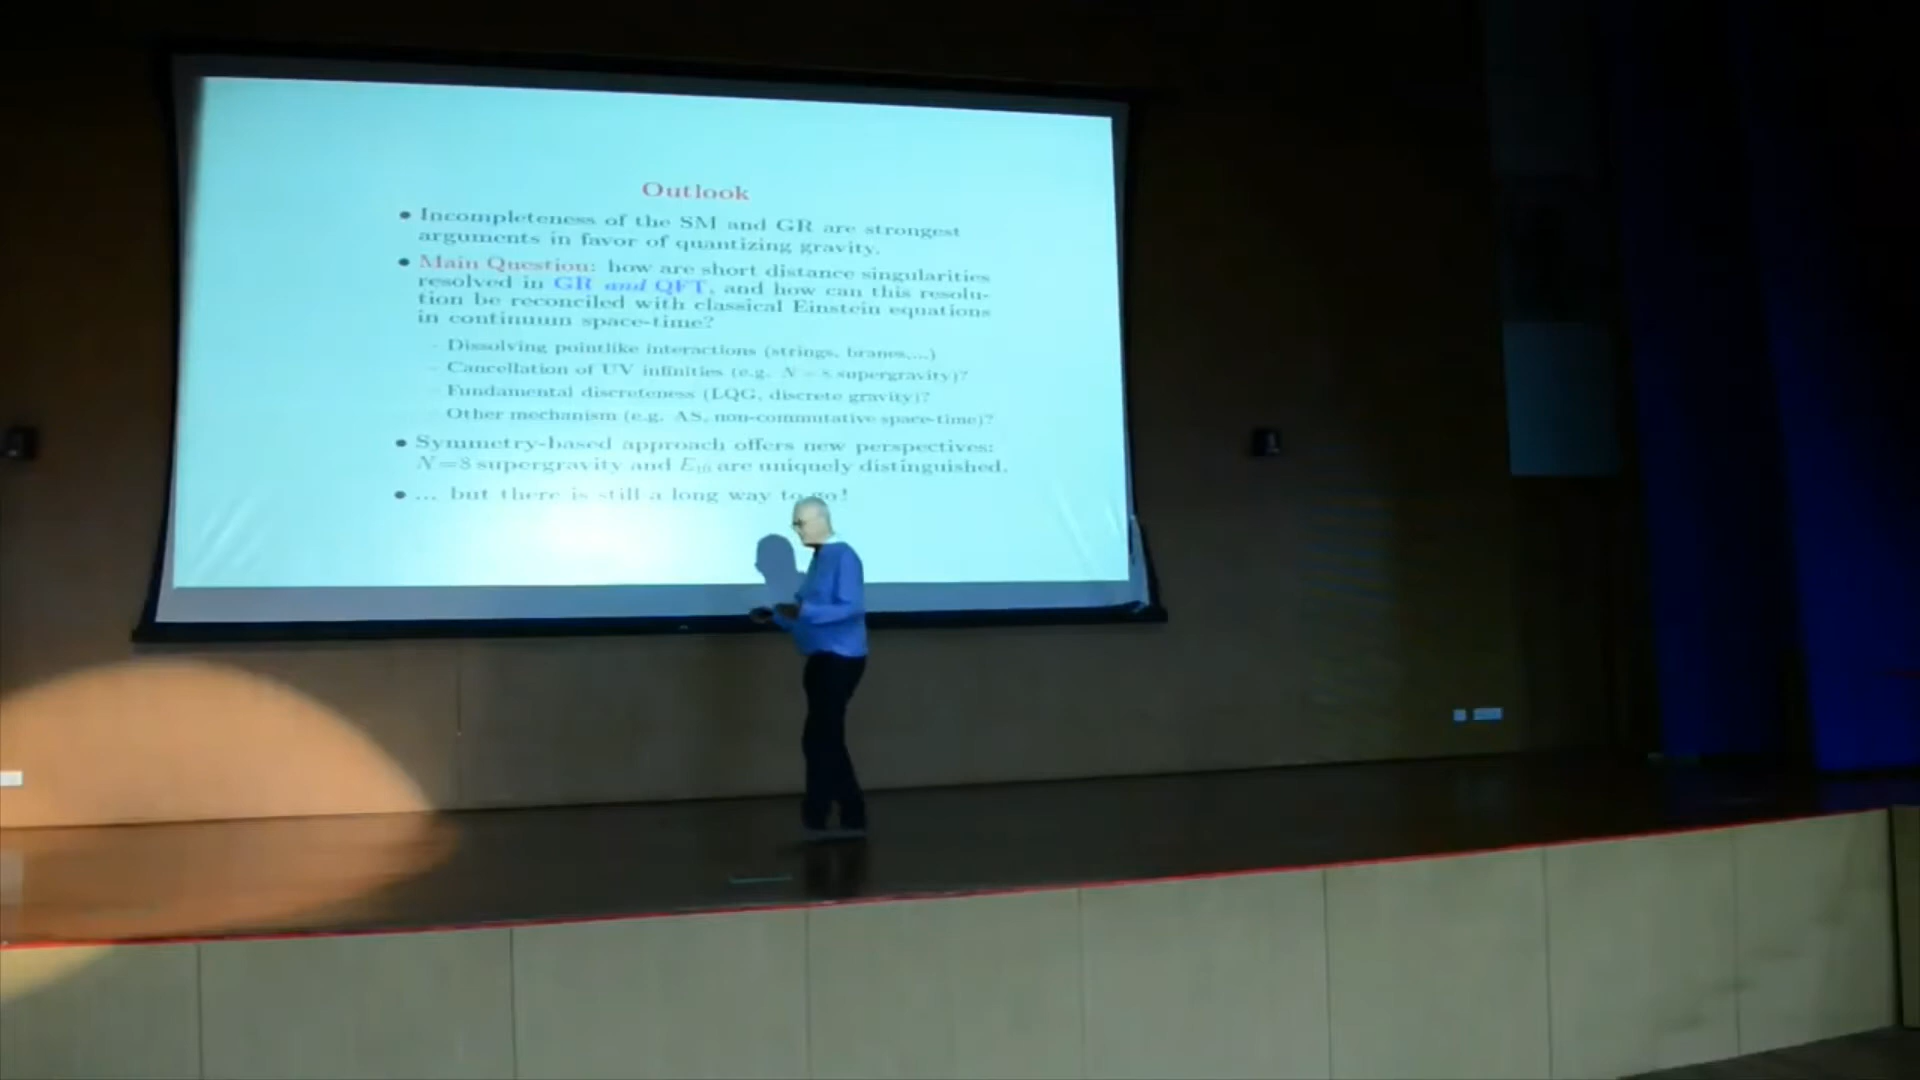 Outlook
• Incompleteness of the SM and GR are strongest
arguments in favor of quantizing gravity.
• Main Question: how are short distance singularities
resolved in GR and QFT, and how can this resolu-
tion be reconciled with classical Einstein equations
in continuum space-time?
- Dissolving pointlike interactions (strings, branes,...)
- Cancellation of UV infinities (e.g. N = 8 supergravity)?
- Fundamental discreteness (LQG, discrete gravity)?
- Other mechanism (e.g. AS, non-commutative space-time)?
• Symmetry-based approach offers new perspectives:
N=8 supergravity and E₁₀ are uniquely distinguished.
• ... but there is still a long way to go!